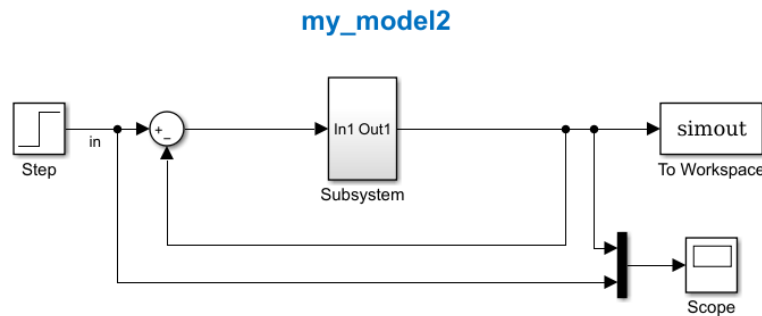 my_model2
Step
in
+
−
In1 Out1
Subsystem
simout
To Workspace
Scope